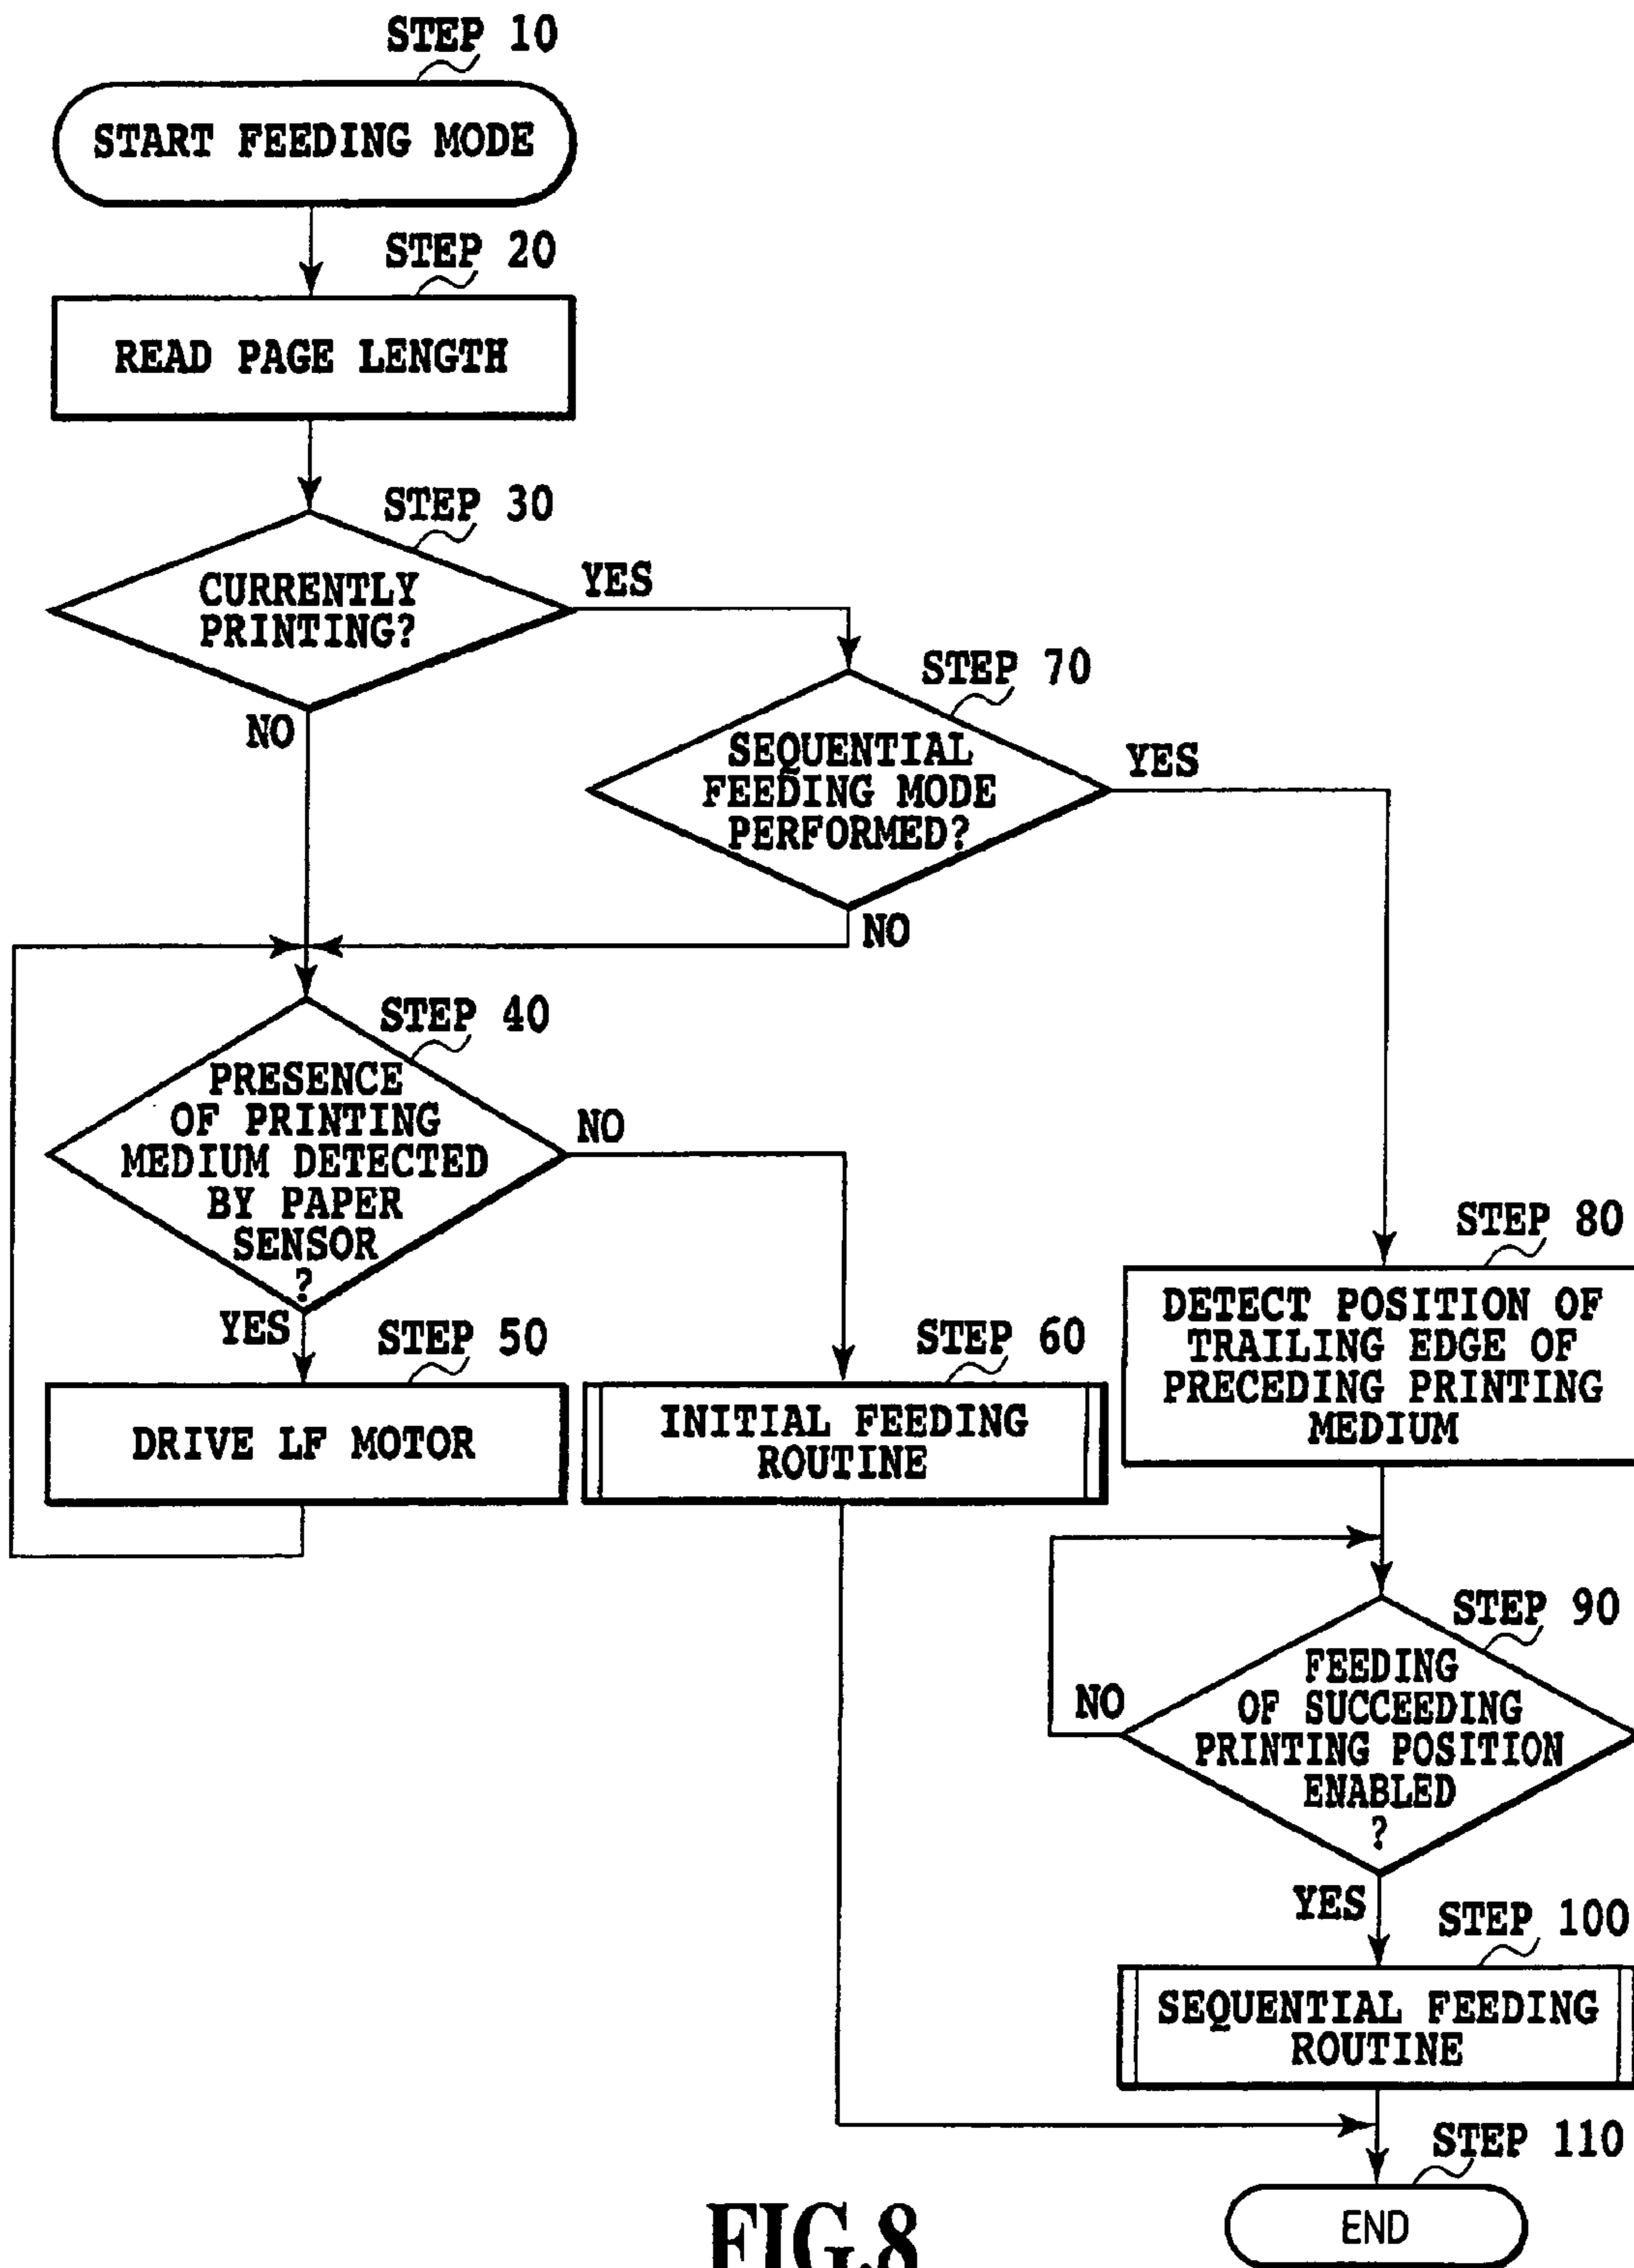 STEP 10
START FEEDING MODE
STEP 20
READ PAGE LENGTH
STEP 30
CURRENTLY
PRINTING?
YES
NO
STEP 70
SEQUENTIAL
FEEDING MODE
PERFORMED?
YES
NO
STEP 40
PRESENCE
OF PRINTING
MEDIUM DETECTED
BY PAPER
SENSOR
?
NO
YES
STEP 50
DRIVE LF MOTOR
STEP 60
INITIAL FEEDING
ROUTINE
STEP 80
DETECT POSITION OF
TRAILING EDGE OF
PRECEDING PRINTING
MEDIUM
STEP 90
FEEDING
OF SUCCEEDING
PRINTING POSITION
ENABLED
?
NO
YES
STEP 100
SEQUENTIAL FEEDING
ROUTINE
STEP 110
END
FIG.8